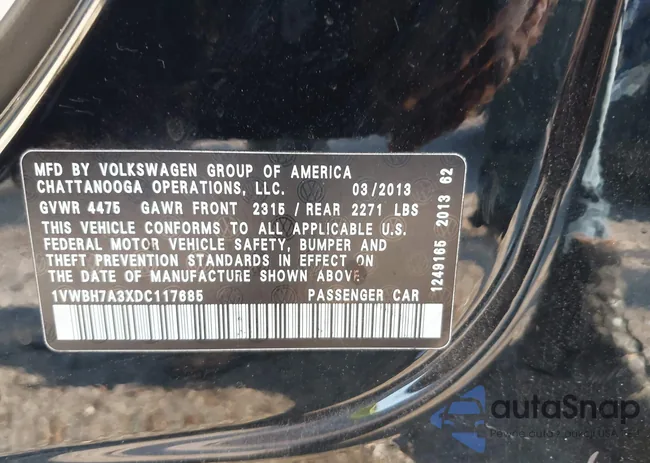 MFD BY VOLKSWAGEN GROUP OF AMERICA
CHATTANOOGA OPERATIONS, LLC. 03/2013
GVWR 4475 GAWR FRONT 2315 / REAR 2271 LBS
THIS VEHICLE CONFORMS TO ALL APPLICABLE U.S.
FEDERAL MOTOR VEHICLE SAFETY, BUMPER AND
THEFT PREVENTION STANDARDS IN EFFECT ON
THE DATE OF MANUFACTURE SHOWN ABOVE
1VWBH7A3XDC117685 PASSENGER CAR
1249165 2013 62
autaSnap